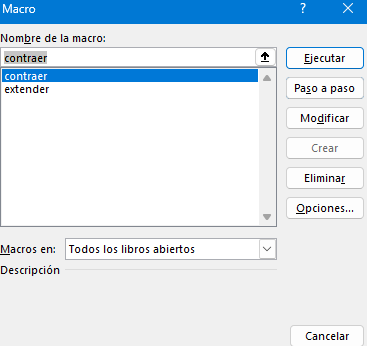 Macro
Nombre de la macro:
contraer
Ejecutar
contraer
extender
Paso a paso
Modificar
Crear
Eliminar
Opciones...
Macros en: Todos los libros abiertos
Descripción
Cancelar